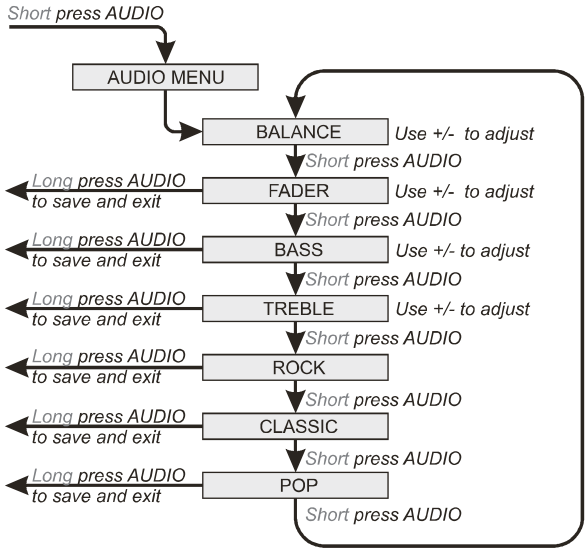 Short press AUDIO
AUDIO MENU
BALANCE
Use +/- to adjust
Short press AUDIO
Long press AUDIO
to save and exit
FADER
Use +/- to adjust
Short press AUDIO
Long press AUDIO
to save and exit
BASS
Use +/- to adjust
Short press AUDIO
Long press AUDIO
to save and exit
TREBLE
Use +/- to adjust
Short press AUDIO
Long press AUDIO
to save and exit
ROCK
Short press AUDIO
Long press AUDIO
to save and exit
CLASSIC
Short press AUDIO
Long press AUDIO
to save and exit
POP
Short press AUDIO